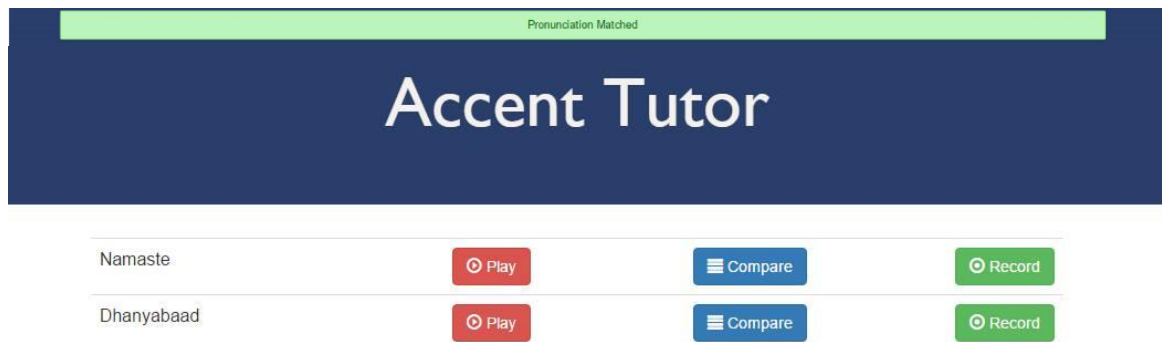 Pronunciation Matched
Accent Tutor
Namaste Play Compare Record
Dhanyabaad Play Compare Record